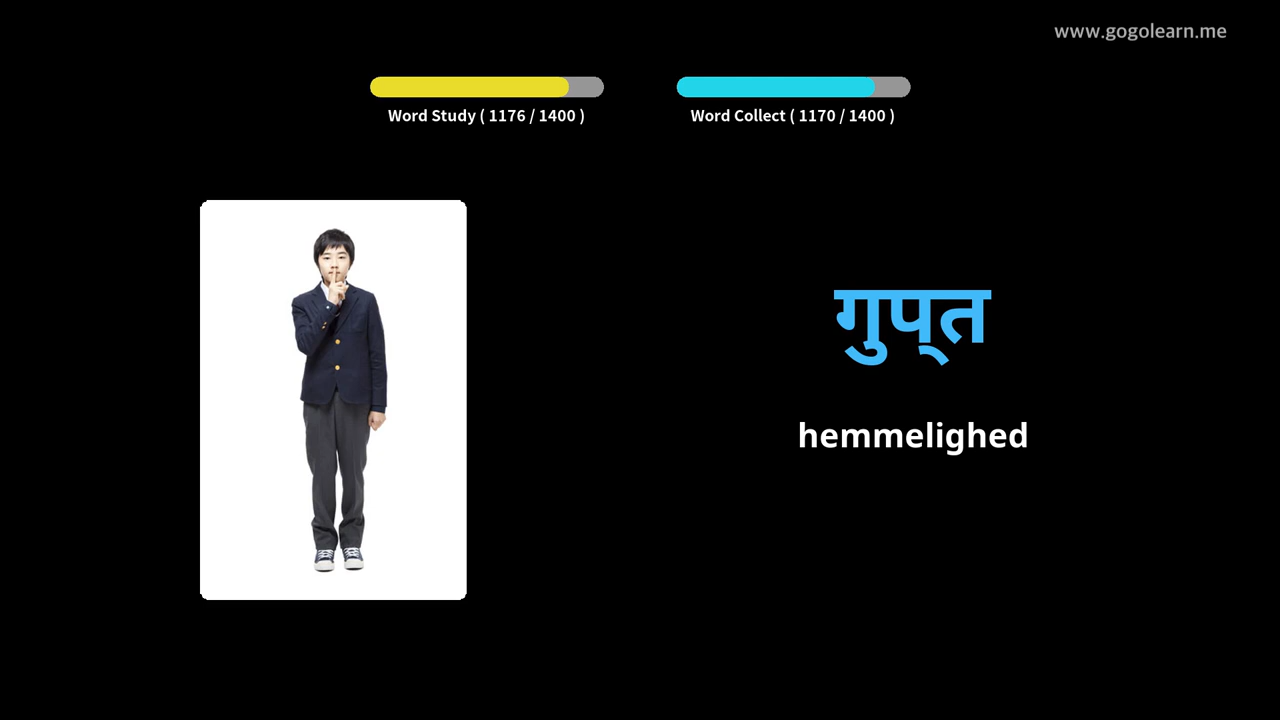 www.gogolearn.me
Word Study ( 1176 / 1400 )
Word Collect ( 1170 / 1400 )
गुप्‌त
hemmelighed